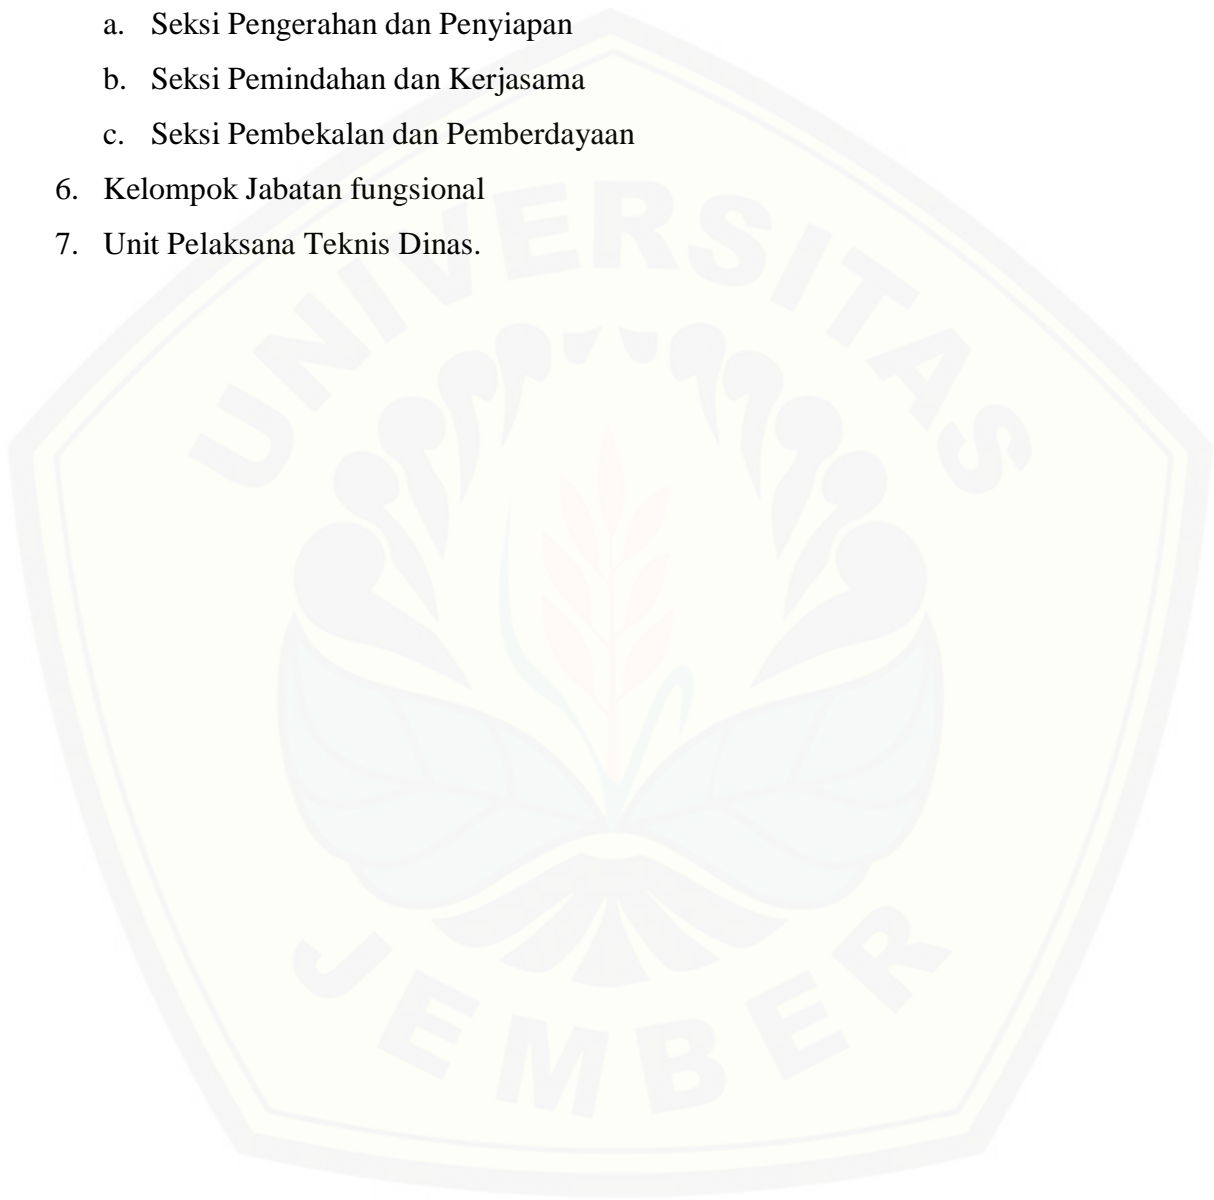 a. Seksi Pengerahan dan Penyiapan
b. Seksi Pemindahan dan Kerjasama
c. Seksi Pembekalan dan Pemberdayaan
6. Kelompok Jabatan fungsional
7. Unit Pelaksana Teknis Dinas.
UNIVERSITAS
JEMBER